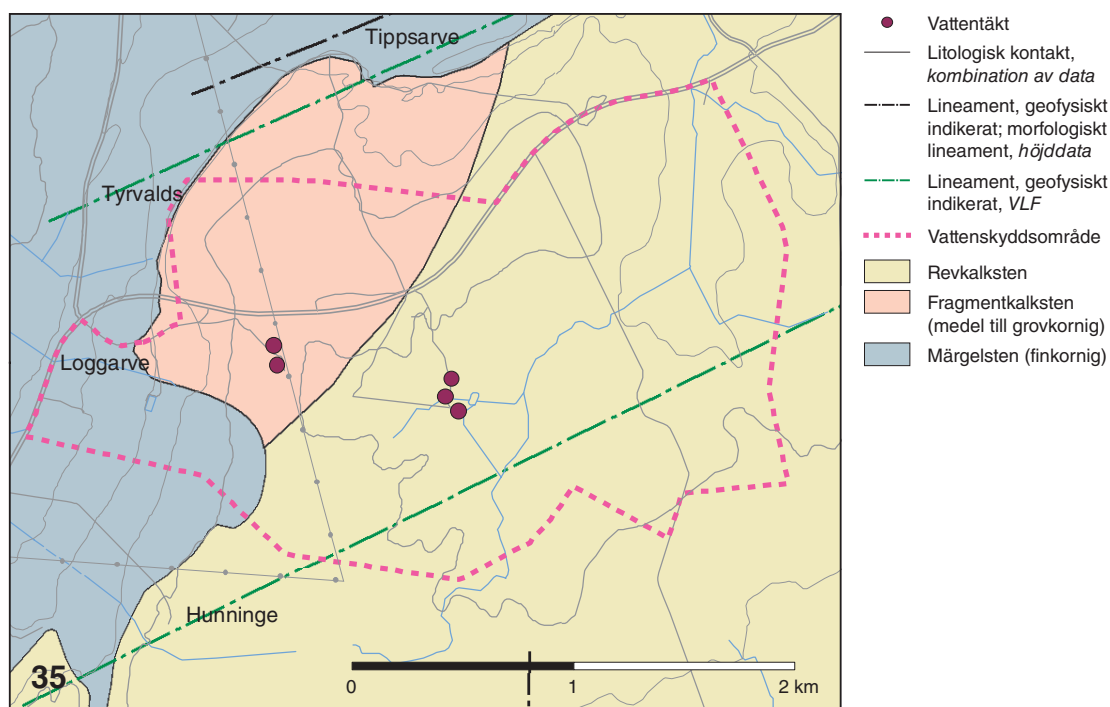 Tippsarve
Tyrvalds
Loggarve
Hunninge
35
0
1
2 km
Vattentäkt
Litologisk kontakt,
kombination av data
Lineament, geofysiskt
indikerat; morfologiskt
lineament, höjddata
Lineament, geofysiskt
indikerat, VLF
Vattenskyddsområde
Revkalksten
Fragmentkalksten
(medel till grovkornig)
Märgelsten (finkornig)